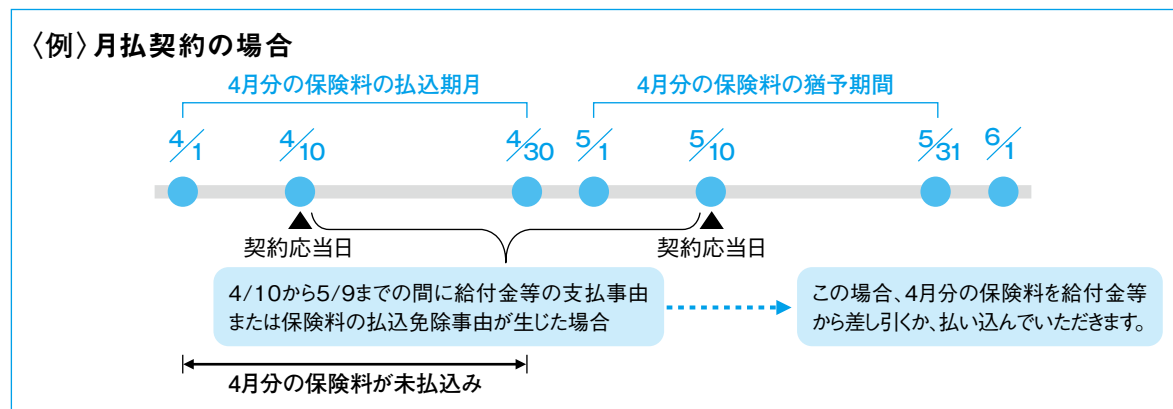 〈例〉月払契約の場合
4月分の保険料の払込期月
4月分の保険料の猶予期間
4/1
4/10
4/30
5/1
5/10
5/31
6/1
契約応当日
契約応当日
4/10から5/9までの間に給付金等の支払事由
または保険料の払込免除事由が生じた場合
この場合、4月分の保険料を給付金等
から差し引くか、払い込んでいただきます。
4月分の保険料が未払込み